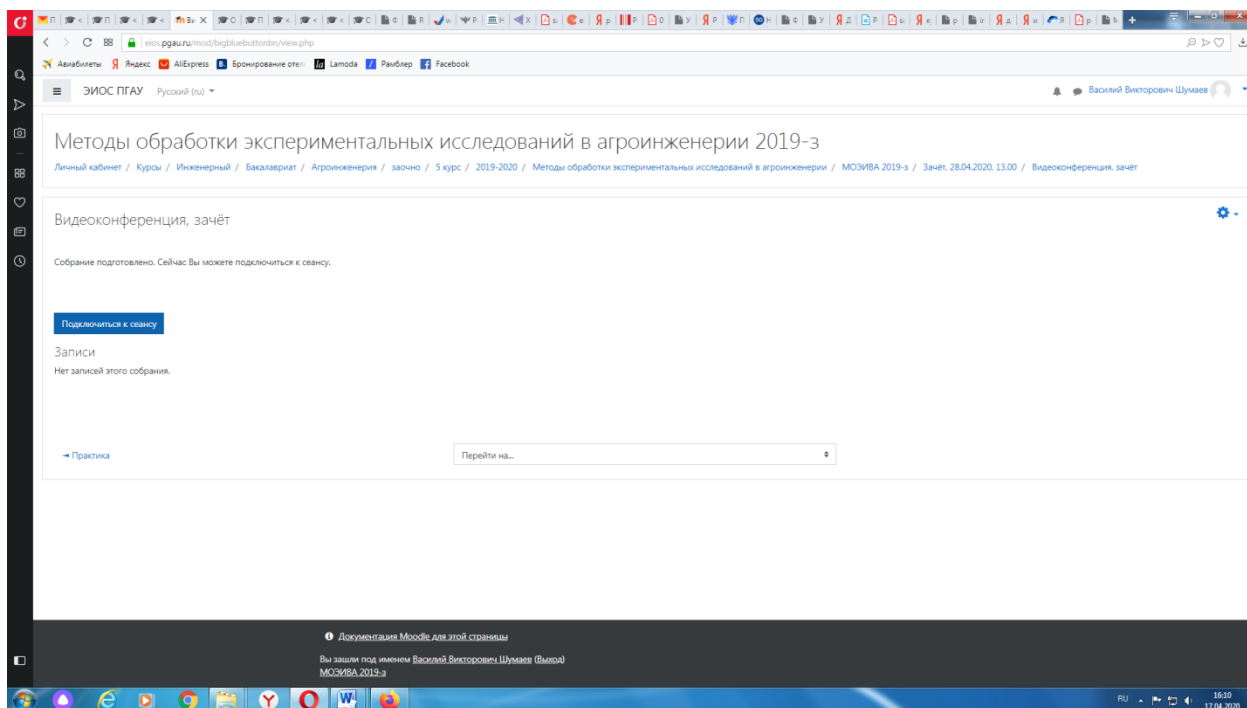 eios.pgau.ru/mod/bigbluebuttonbn/view.php
Авиабилеты Яндекс AliExpress Бронирование отел Lamoda Рамблер Facebook
ЭИОС ПГАУ Русский (ru) Василий Викторович Шумаев
Методы обработки экспериментальных исследований в агроинженерии 2019-з
Личный кабинет / Курсы / Инженерный / Бакалавриат / Агроинженерия / заочно / 5 курс / 2019-2020 / Методы обработки экспериментальных исследований в агроинженерии / МОЭИВА 2019-з / Зачёт, 28.04.2020, 13.00 / Видеоконференция, зачёт
Видеоконференция, зачёт
Собрание подготовлено. Сейчас Вы можете подключиться к сеансу.
Подключиться к сеансу
Записи
Нет записей этого собрания.
◄ Практика Перейти на...
Документация Moodle для этой страницы
Вы зашли под именем Василий Викторович Шумаев (Выход)
МОЭИВА 2019-з
RU 16:10
17.04.2020